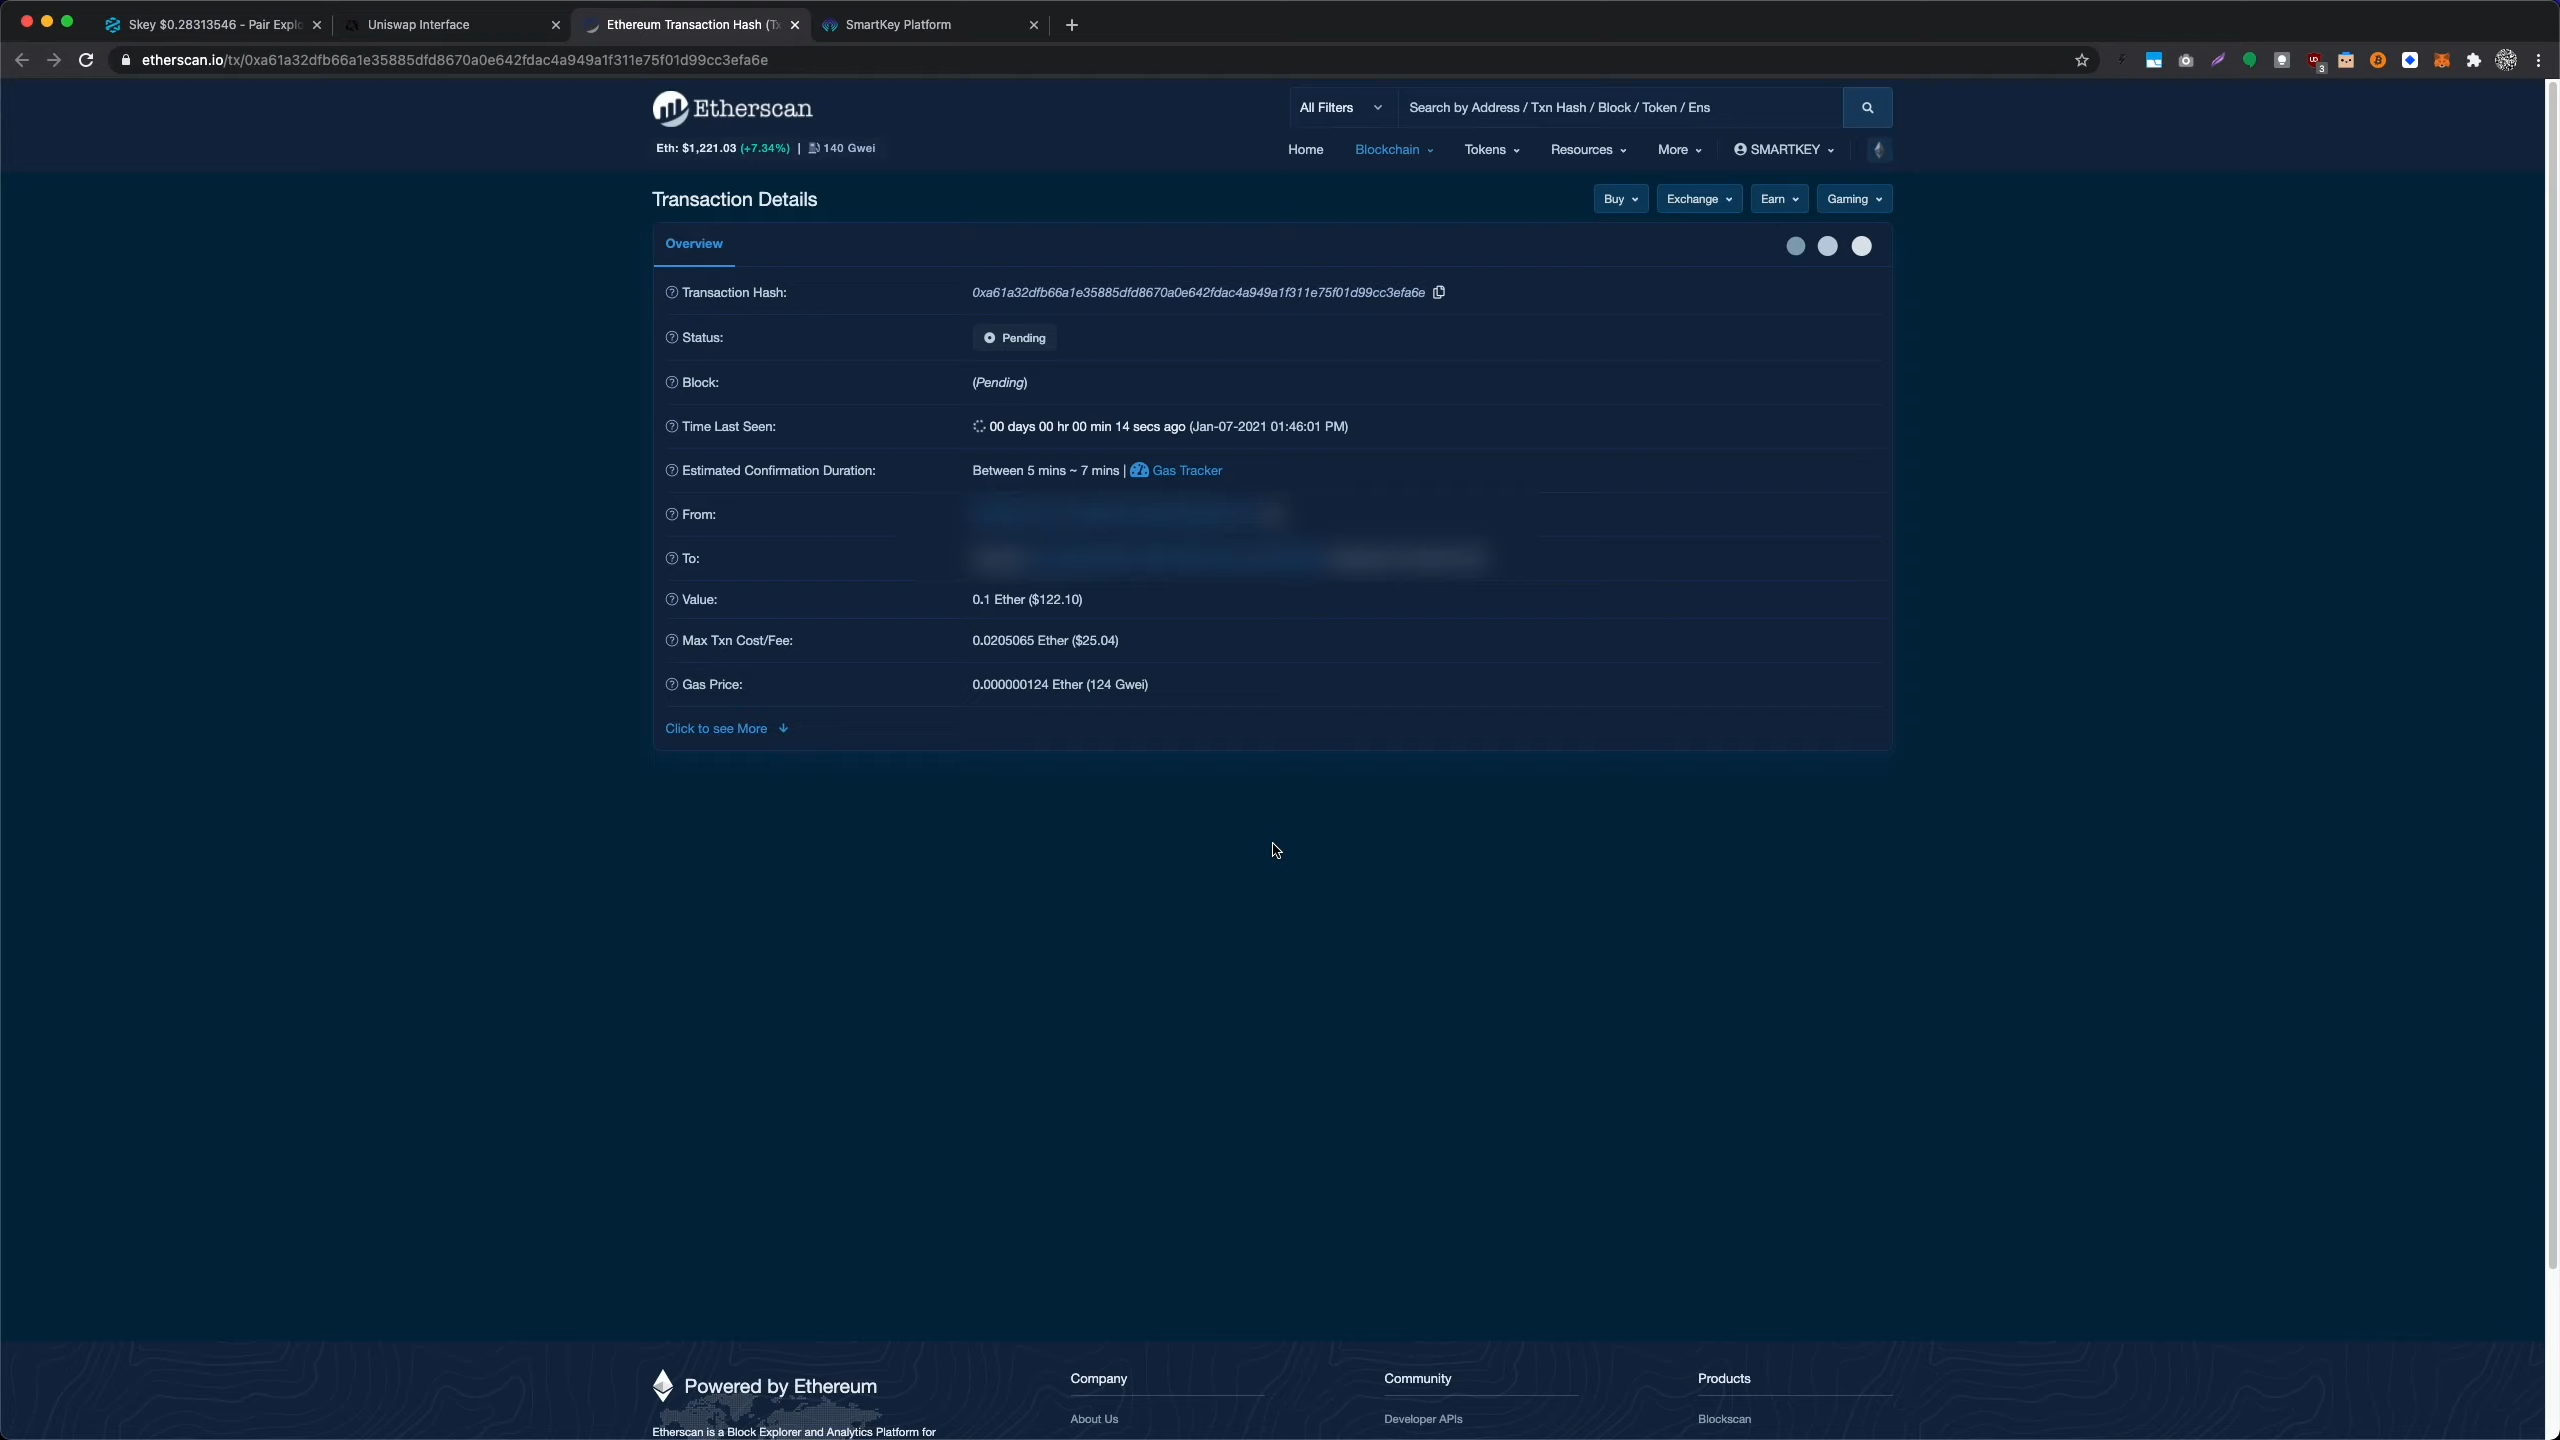 Skey $0.28313546 - Pair Explo
Uniswap Interface
Ethereum Transaction Hash (Tx
SmartKey Platform
etherscan.io/tx/0xa61a32dfb66a1e35885dfd8670a0e642fdac4a949a1f311e75f01d99cc3efa6e
3
Etherscan
All Filters
Search by Address / Txn Hash / Block / Token / Ens
Eth: $1,221.03 (+7.34%) | 140 Gwei
Home
Blockchain
Tokens
Resources
More
SMARTKEY
Transaction Details
Buy
Exchange
Earn
Gaming
Overview
Transaction Hash:
0xa61a32dfb66a1e35885dfd8670a0e642fdac4a949a1f311e75f01d99cc3efa6e
Status:
Pending
Block:
(Pending)
Time Last Seen:
00 days 00 hr 00 min 14 secs ago (Jan-07-2021 01:46:01 PM)
Estimated Confirmation Duration:
Between 5 mins ~ 7 mins | Gas Tracker
From:
To:
Value:
0.1 Ether ($122.10)
Max Txn Cost/Fee:
0.0205065 Ether ($25.04)
Gas Price:
0.000000124 Ether (124 Gwei)
Click to see More
Powered by Ethereum
Etherscan is a Block Explorer and Analytics Platform for
Company
About Us
Community
Developer APIs
Products
Blockscan